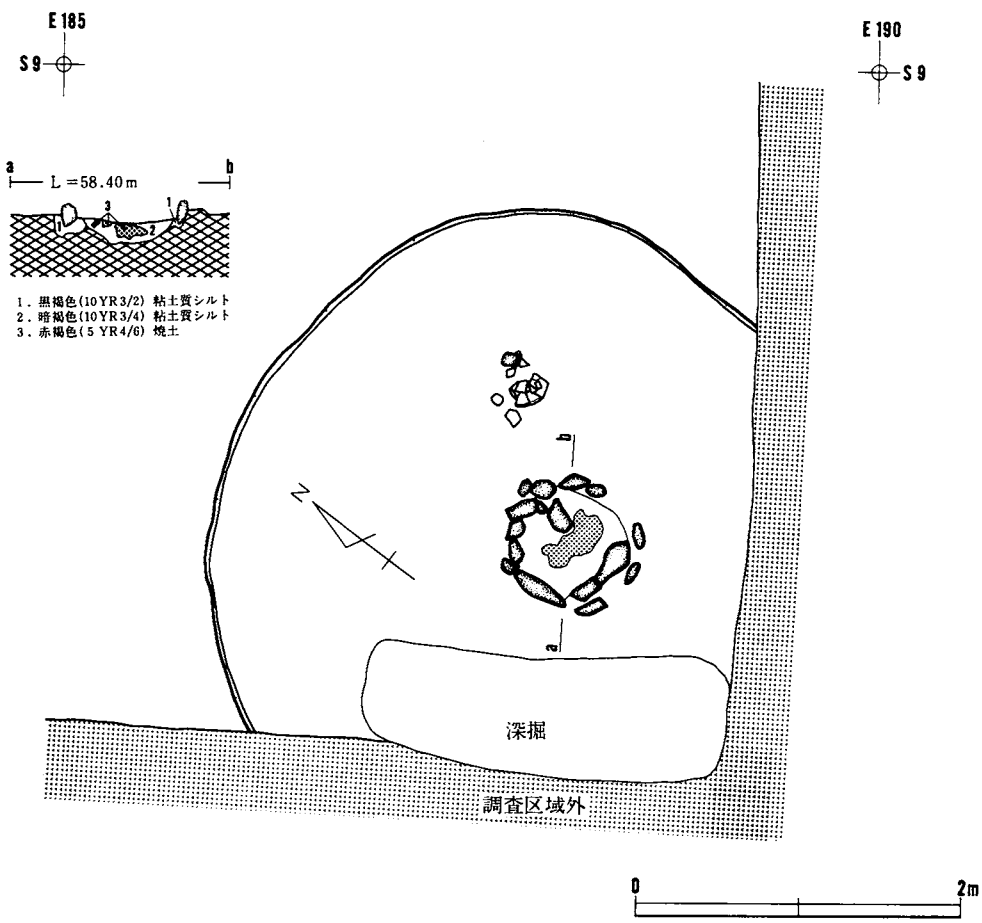 E185
S9
E190
S9
a
b
L=58.40m
3
1
1
2
1. 黒褐色(10YR3/2) 粘土質シルト
2. 暗褐色(10YR3/4) 粘土質シルト
3. 赤褐色(5YR4/6) 焼土
b
N
a
深掘
調査区域外
0
2m